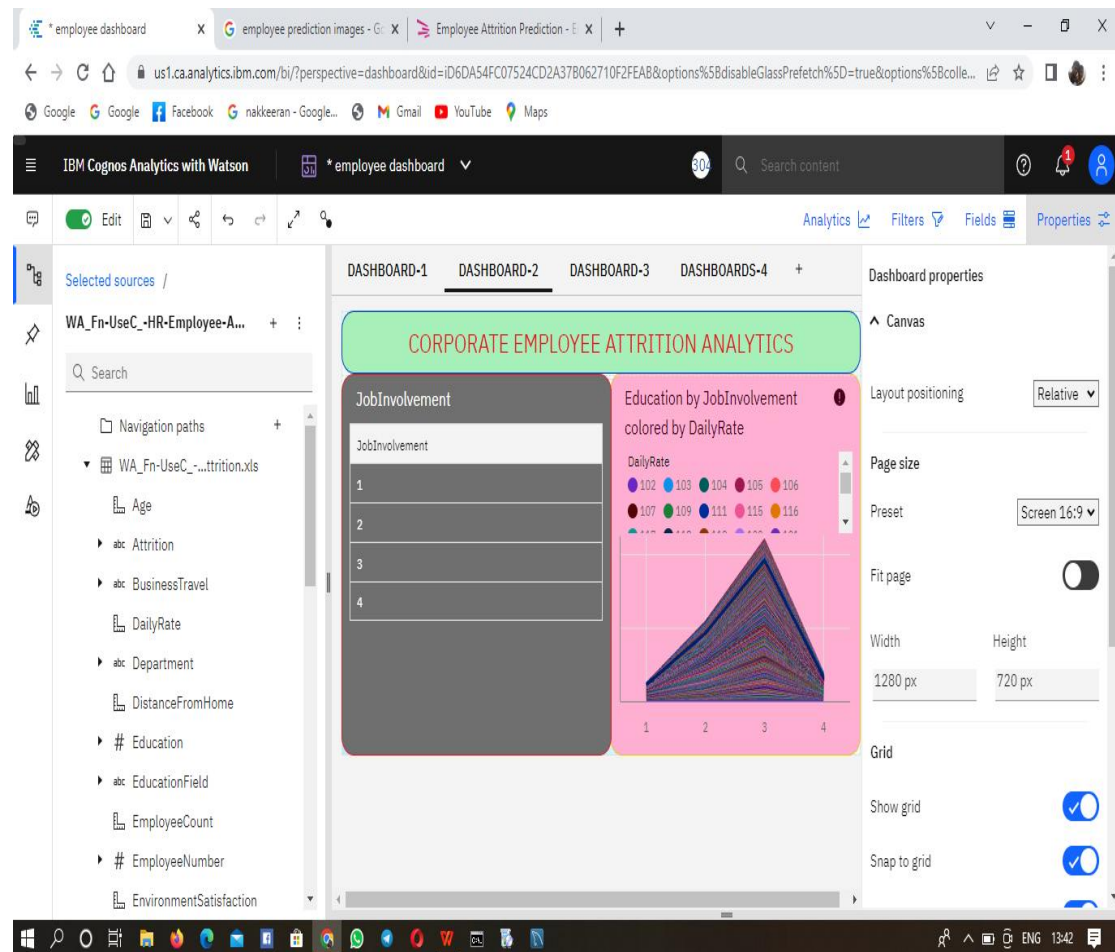 * employee dashboard
employee prediction images - G
Employee Attrition Prediction - E
us1.ca.analytics.ibm.com/bi/?perspective=dashboard&id=iD6DA54FC07524CD2A37B062710F2FEAB&options%5BdisableGlassPrefetch%5D=true&options%5Bcolle...
Google Google Facebook nakkeeran - Google... Gmail YouTube Maps
IBM Cognos Analytics with Watson * employee dashboard 304 Search content 1
Edit Analytics Filters Fields Properties
Selected sources /
WA_Fn-UseC_-HR-Employee-A... +
Search
Navigation paths +
WA_Fn-UseC_-...ttrition.xls
Age
abc Attrition
abc BusinessTravel
DailyRate
abc Department
DistanceFromHome
# Education
abc EducationField
EmployeeCount
# EmployeeNumber
EnvironmentSatisfaction
DASHBOARD-1 DASHBOARD-2 DASHBOARD-3 DASHBOARDS-4 +
CORPORATE EMPLOYEE ATTRITION ANALYTICS
JobInvolvement
JobInvolvement
1
2
3
4
Education by JobInvolvement
colored by DailyRate
DailyRate
102 103 104 105 106
107 109 111 115 116
1 2 3 4
Dashboard properties
Canvas
Layout positioning Relative
Page size
Preset Screen 16:9
Fit page
Width Height
1280 px 720 px
Grid
Show grid
Snap to grid
ENG 13:42